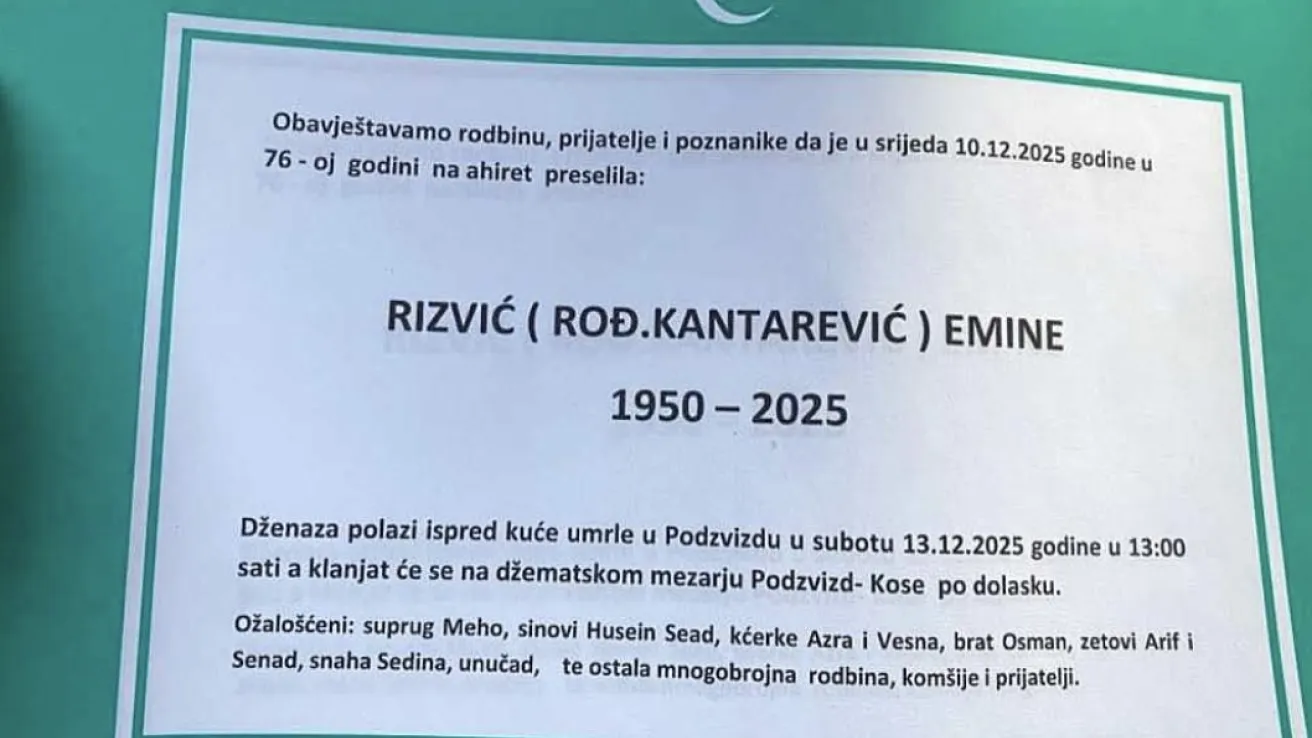 Obavještavamo rodbinu, prijatelje i poznanike da je u srijeda 10.12.2025 godine u
76 - oj godini na ahiret preselila:
RIZVIĆ ( ROĐ.KANTAREVIĆ ) EMINE
1950 – 2025
Dženaza polazi ispred kuće umrle u Podzvizdu u subotu 13.12.2025 godine u 13:00
sati a klanjat će se na džematskom mezarju Podzvizd- Kose po dolasku.
Ožalošćeni: suprug Meho, sinovi Husein Sead, kćerke Azra i Vesna, brat Osman, zetovi Arif i
Senad, snaha Sedina, unučad, te ostala mnogobrojna rodbina, komšije i prijatelji.